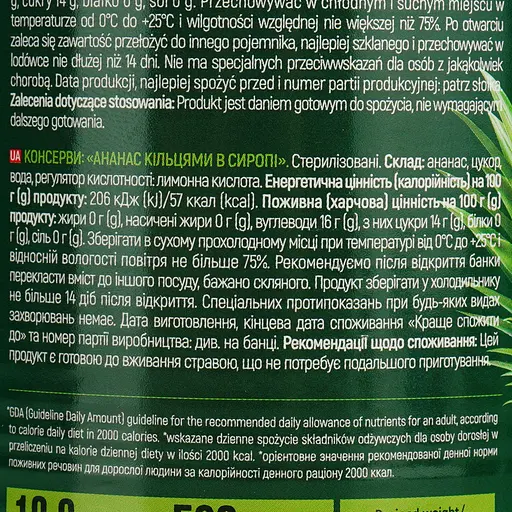 g, cukry 14 g, białko 0 g, sól 0 g. Przechowywać w chłodnym i suchym miejscu w
temperaturze od 0°C do +25°C i wilgotności względnej nie większej niż 75%. Po otwarciu
zaleca się zawartość przełożyć do innego pojemnika, najlepiej szklanego i przechowywać w
lodówce nie dłużej niż 14 dni. Nie ma specjalnych przeciwwskazań dla osób z jakąkolwiek
chorobą. Data produkcji, najlepiej spożyć przed i numer partii produkcyjnej: patrz słoika.
Zalecenia dotyczące stosowania: Produkt jest daniem gotowym do spożycia, nie wymagającym
dalszego gotowania.
UA КОНСЕРВИ: «АНАНАС КІЛЬЦЯМИ В СИРОПІ». Стерилізовані. Склад: ананас, цукор,
вода, регулятор кислотності: лимонна кислота. Енергетична цінність (калорійність) на 100
г (g) продукту: 206 кДж (kj)/57 ккал (kcal). Поживна (харчова) цінність на 100 г (g)
продукту: жири 0 г (g), насичені жири 0 г (g), вуглеводи 16 г (g), з них цукри 14 г (g), білки 0
г (g), сіль 0 г (g). Зберігати в сухому прохолодному місці при температурі від 0°С до +25°С і
відносній вологості повітря не більше 75%. Рекомендуємо після відкриття банки
перекласти вміст до іншого посуду, бажано скляного. Продукт зберігати у холодильнику
не більше 14 діб після відкриття. Спеціальних протипоказань при будь-яких видах
захворювань немає. Дата виготовлення, кінцева дата споживання «Краще спожити
до» та номер партії виробництва: див. на банці. Рекомендації щодо споживання: Цей
продукт є готовою до вживання стравою, що не потребує подальшого приготування.
*GDA (Guideline Daily Amount) guideline for the recommended daily allowance of nutrients for an adult, according
to calorie daily diet in 2000 calories. *wskazane dzienne spożycie składników odżywczych dla osoby dorosłej w
przeliczeniu na kalorie dziennej diety w ilości 2000 kcal. *орієнтовне значення рекомендованої денної норми
поживних речовин для дорослої людини за калорійності денного раціону 2000 ккал.